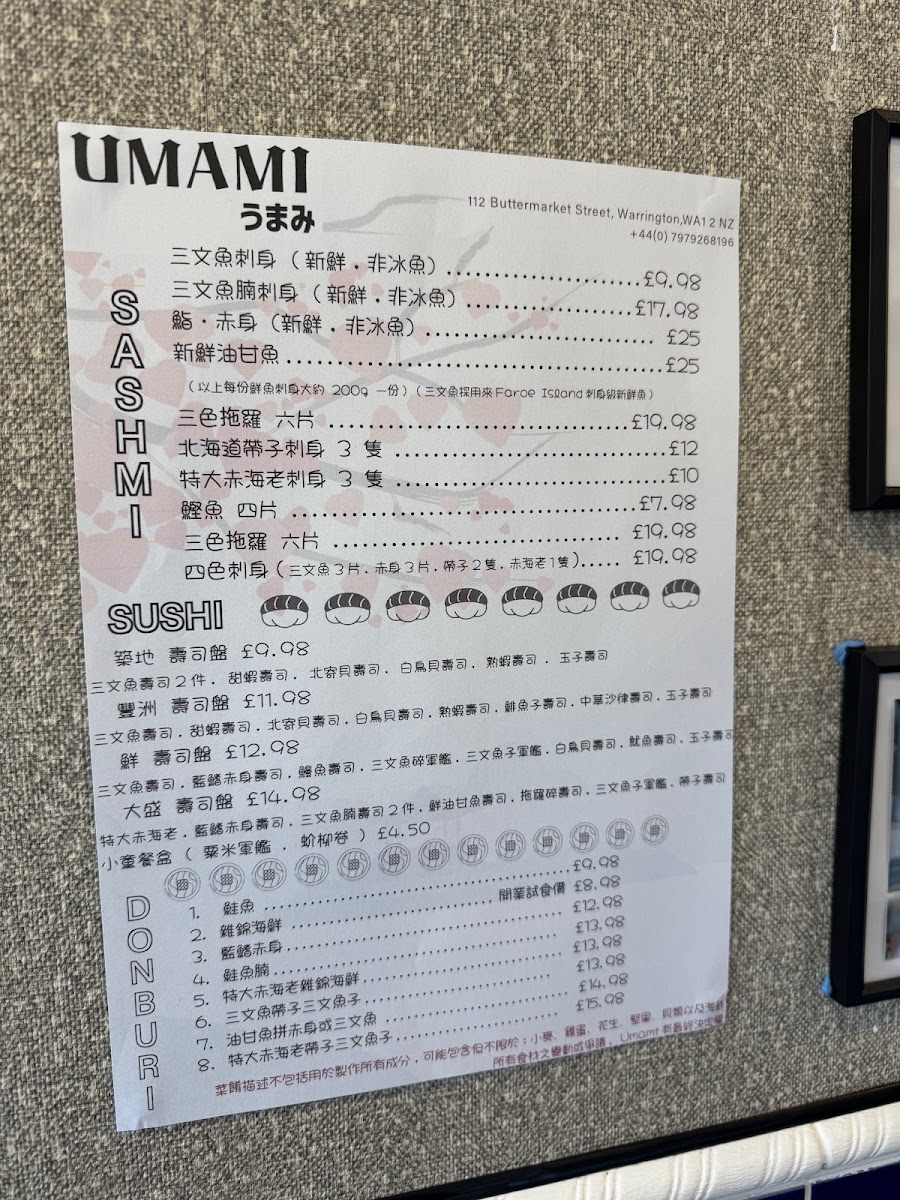 UMAMI
うまみ
112 Buttermarket Street, Warrington,WA1 2 NZ
+44(0) 7979268196
SASHMI
三文魚刺身（新鮮．非冰魚）....................£9.98
三文魚腩刺身（新鮮．非冰魚）....................£17.98
鮨．赤身（新鮮．非冰魚）....................£25
新鮮油甘魚....................£25
（以上每份鮮魚刺身大約 200g 一份）（三文魚採用來 Faroe Island 刺身級新鮮魚）
三色拖羅 六片....................£19.98
北海道帶子刺身 3 隻....................£12
特大赤海老刺身 3 隻....................£10
鰹魚 四片....................£7.98
三色拖羅 六片....................£19.98
四色刺身（三文魚3片．赤身3片．帶子2隻．赤海老1隻）.....£19.98
SUSHI
築地 壽司盤 £9.98
三文魚壽司2件．甜蝦壽司．北寄貝壽司．白鳥貝壽司．熟蝦壽司．玉子壽司
豐洲 壽司盤 £11.98
三文魚壽司．甜蝦壽司．北寄貝壽司．白鳥貝壽司．熟蝦壽司．鯡魚子壽司．中華沙律壽司．玉子壽司
鮮 壽司盤 £12.98
三文魚壽司．藍鰭赤身壽司．鰻魚壽司．三文魚碎軍艦．三文魚子軍艦．白鳥貝壽司．魷魚壽司．玉子壽司
大盛 壽司盤 £14.98
特大赤海老．藍鰭赤身壽司．三文魚腩壽司2件．鮮油甘魚壽司．拖羅碎壽司．三文魚子軍艦．帶子壽司
小童餐盒（ 粟米軍艦 ．蚧柳卷 ）£4.50
DONBURI
1. 鮭魚....................£9.98
2. 雜錦海鮮....................開業試食價 £8.98
3. 藍鰭赤身....................£12.98
4. 鮭魚腩....................£13.98
5. 特大赤海老雜錦海鮮....................£13.98
6. 三文魚帶子三文魚子....................£13.98
7. 油甘魚拼赤身或三文魚....................£14.98
8. 特大赤海老帶子三文魚子....................£15.98
菜餚描述不包括用於製作所有成分，可能包含但不限於：小麥、雞蛋、花生、堅果、貝類以及海鮮
所有食材之變動或爭議，Umami 有最終決定權